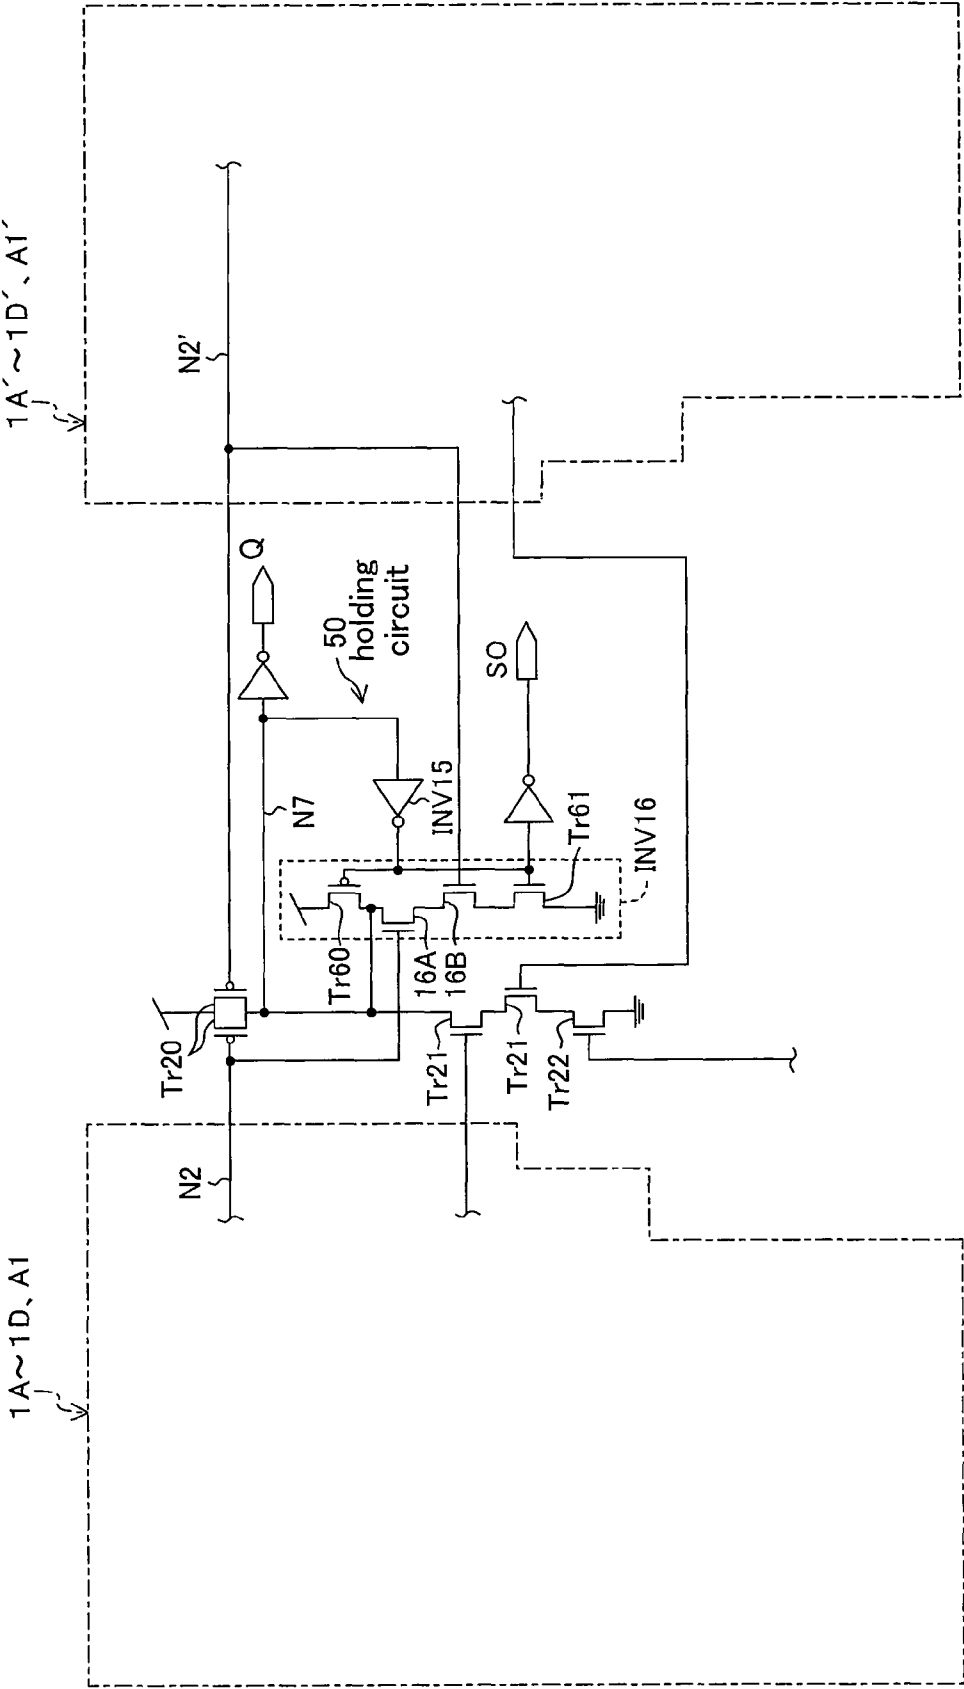 1A~1D、A1
1A´~1D´、A1´
N2
N2'
Tr20
Q
N7
50
holding
circuit
INV15
Tr60
16A
16B
SO
Tr61
INV16
Tr21
Tr21
Tr22